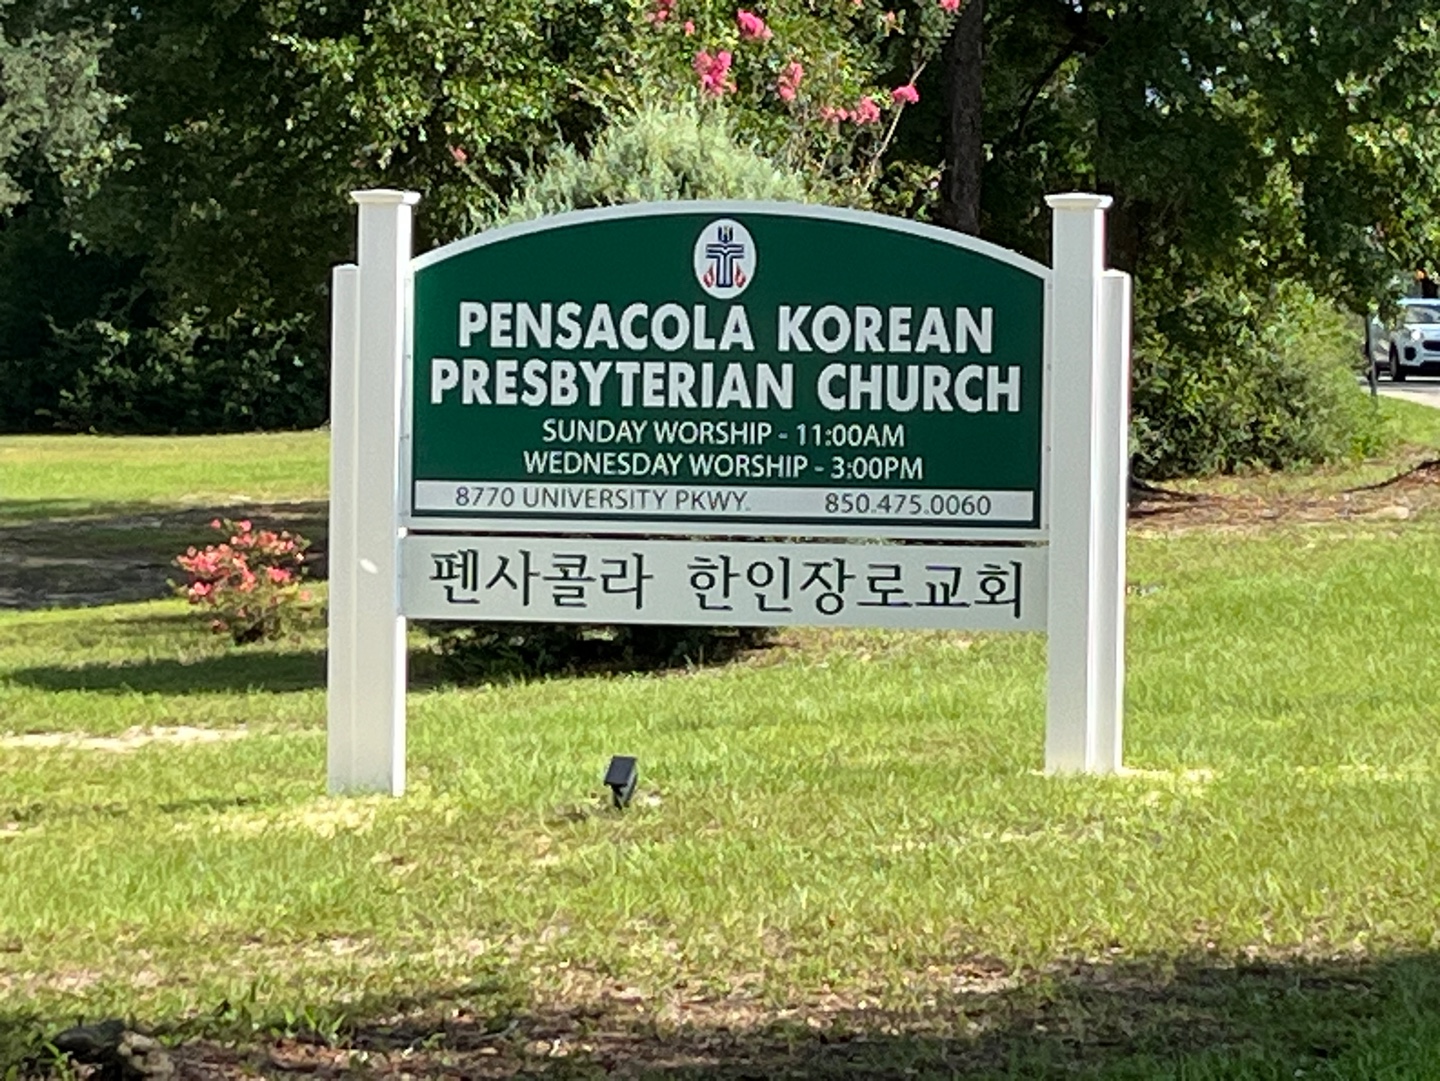 PENSACOLA KOREAN
PRESBYTERIAN CHURCH
SUNDAY WORSHIP - 11:00AM
WEDNESDAY WORSHIP - 3:00PM
8770 UNIVERSITY PKWY. 850.475.0060
펜사콜라 한인장로교회